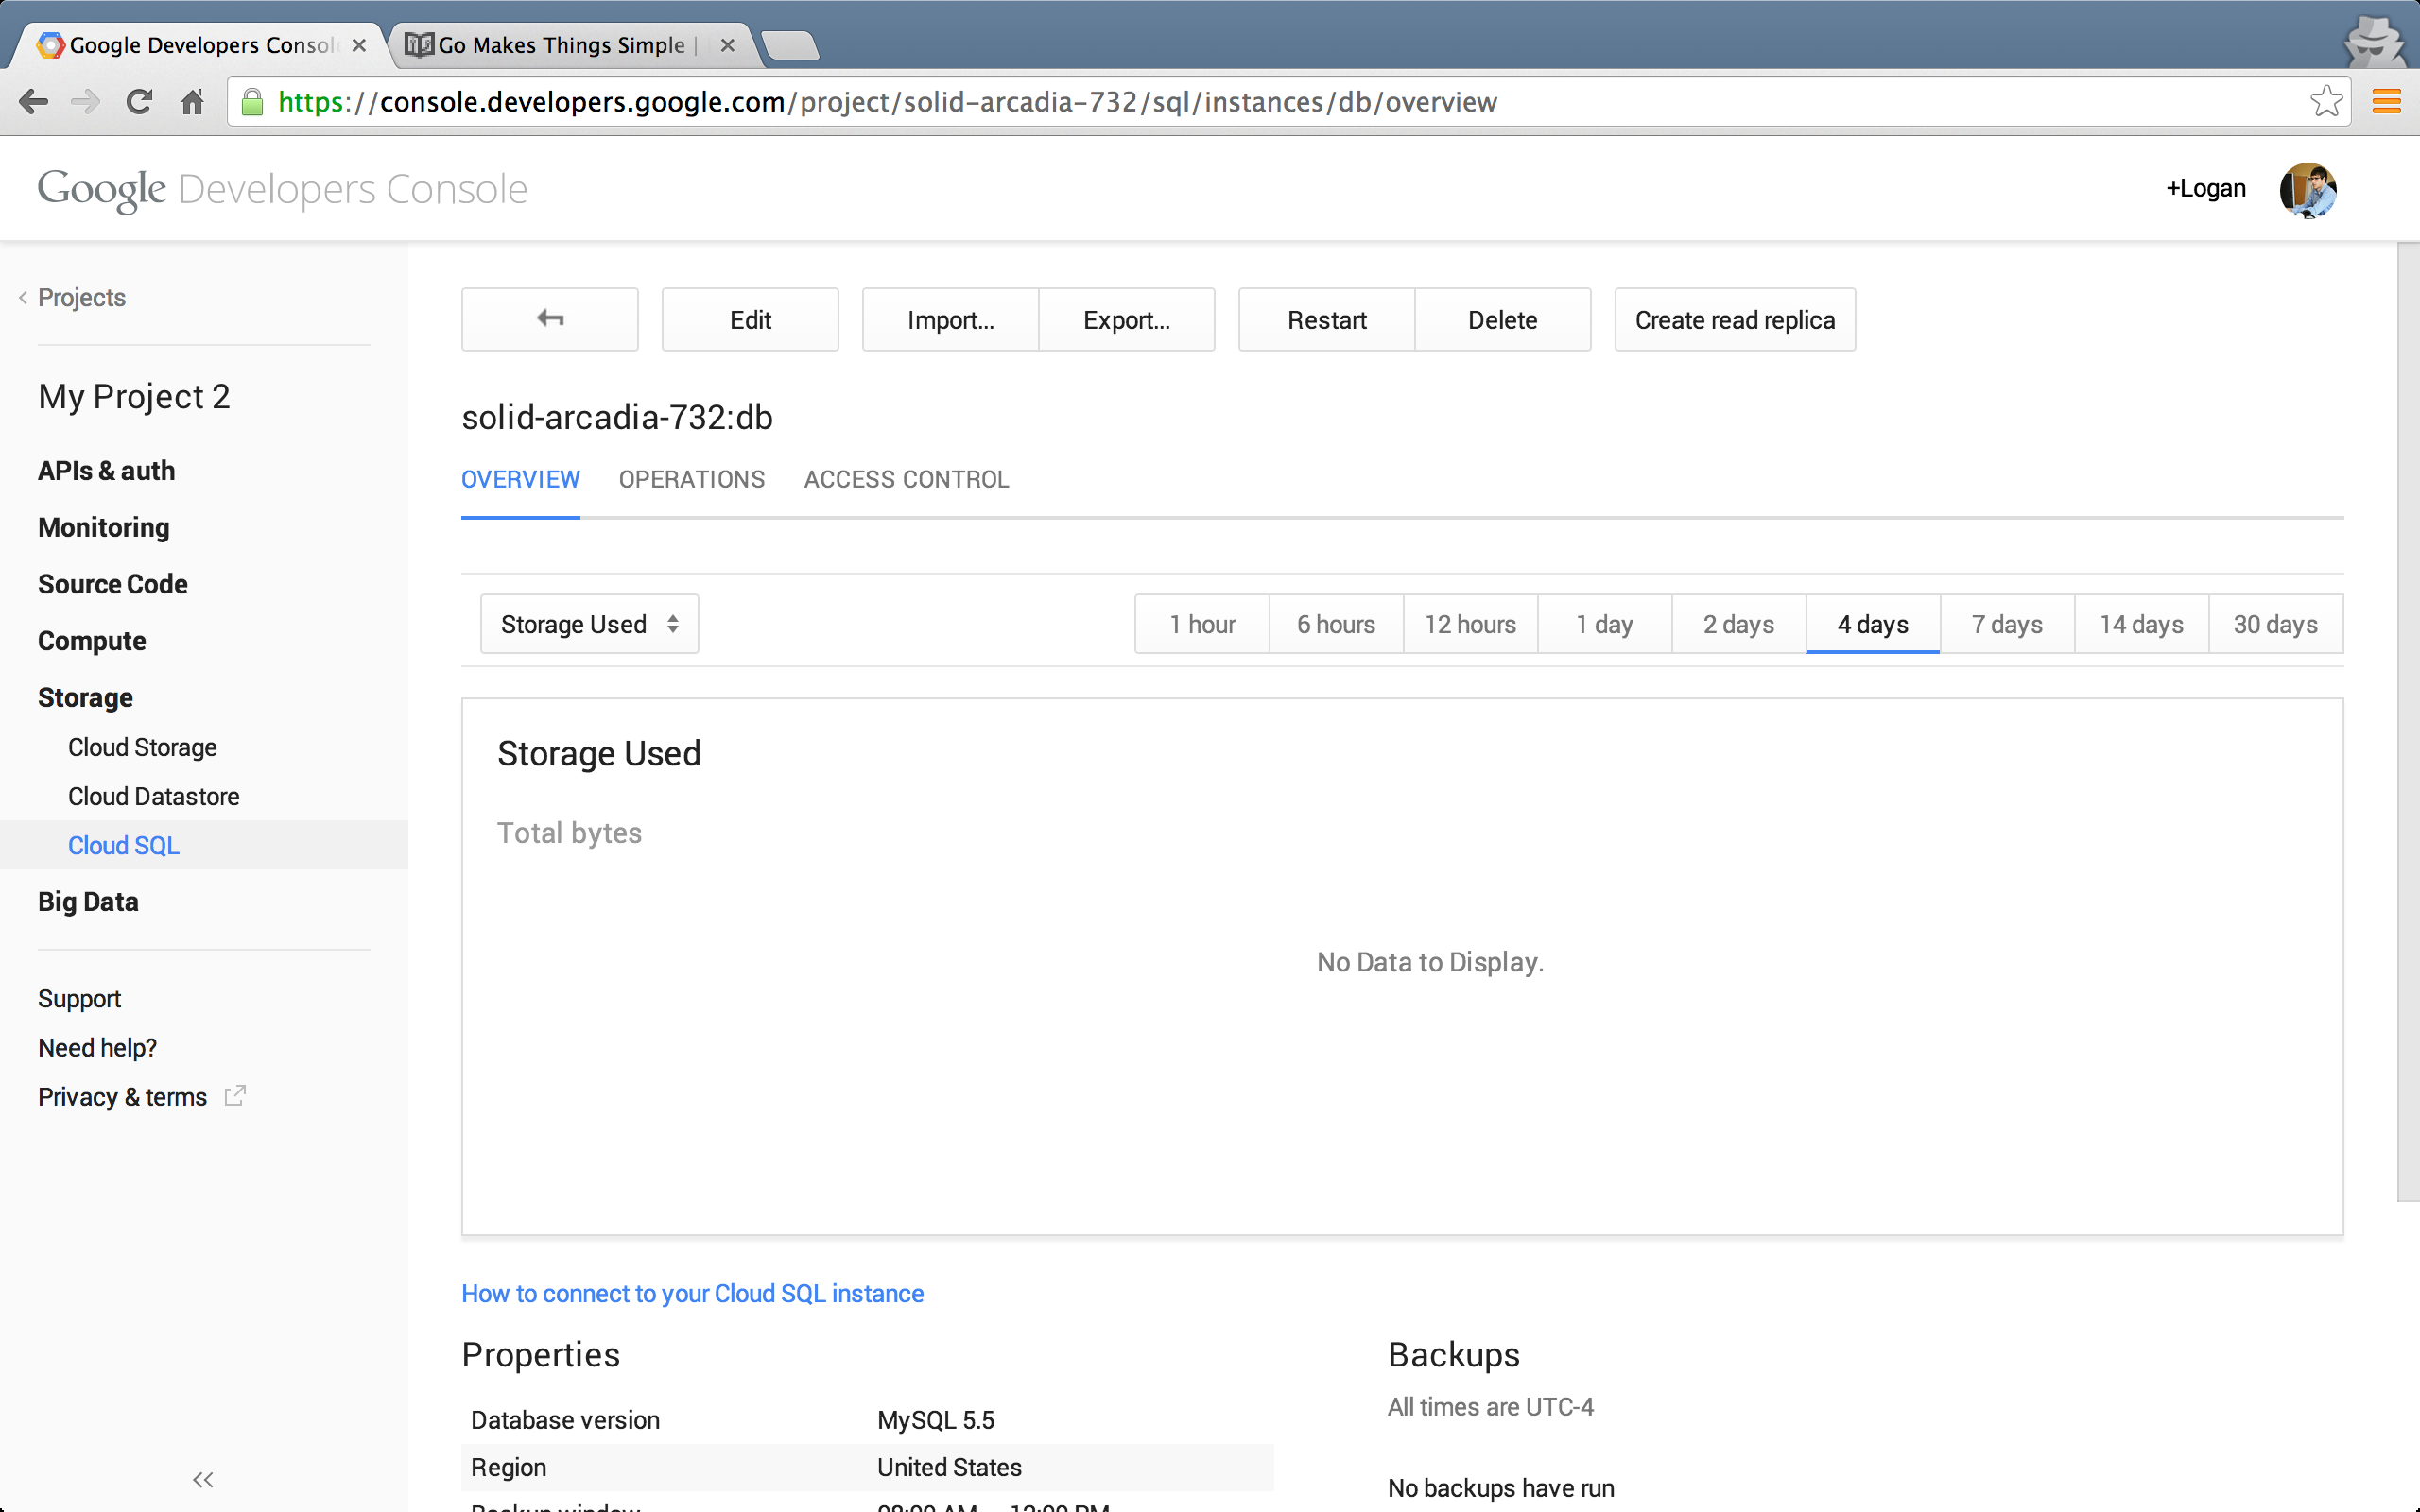 Google Developers Console
Go Makes Things Simple |
https://console.developers.google.com/project/solid-arcadia-732/sql/instances/db/overview
Google Developers Console
+Logan
Projects
My Project 2
APIs & auth
Monitoring
Source Code
Compute
Storage
Cloud Storage
Cloud Datastore
Cloud SQL
Big Data
Support
Need help?
Privacy & terms
Edit
Import...
Export...
Restart
Delete
Create read replica
solid-arcadia-732:db
OVERVIEW
OPERATIONS
ACCESS CONTROL
Storage Used
1 hour
6 hours
12 hours
1 day
2 days
4 days
7 days
14 days
30 days
Storage Used
Total bytes
No Data to Display.
How to connect to your Cloud SQL instance
Properties
Database version MySQL 5.5
Region United States
Backup window
Backups
All times are UTC-4
No backups have run